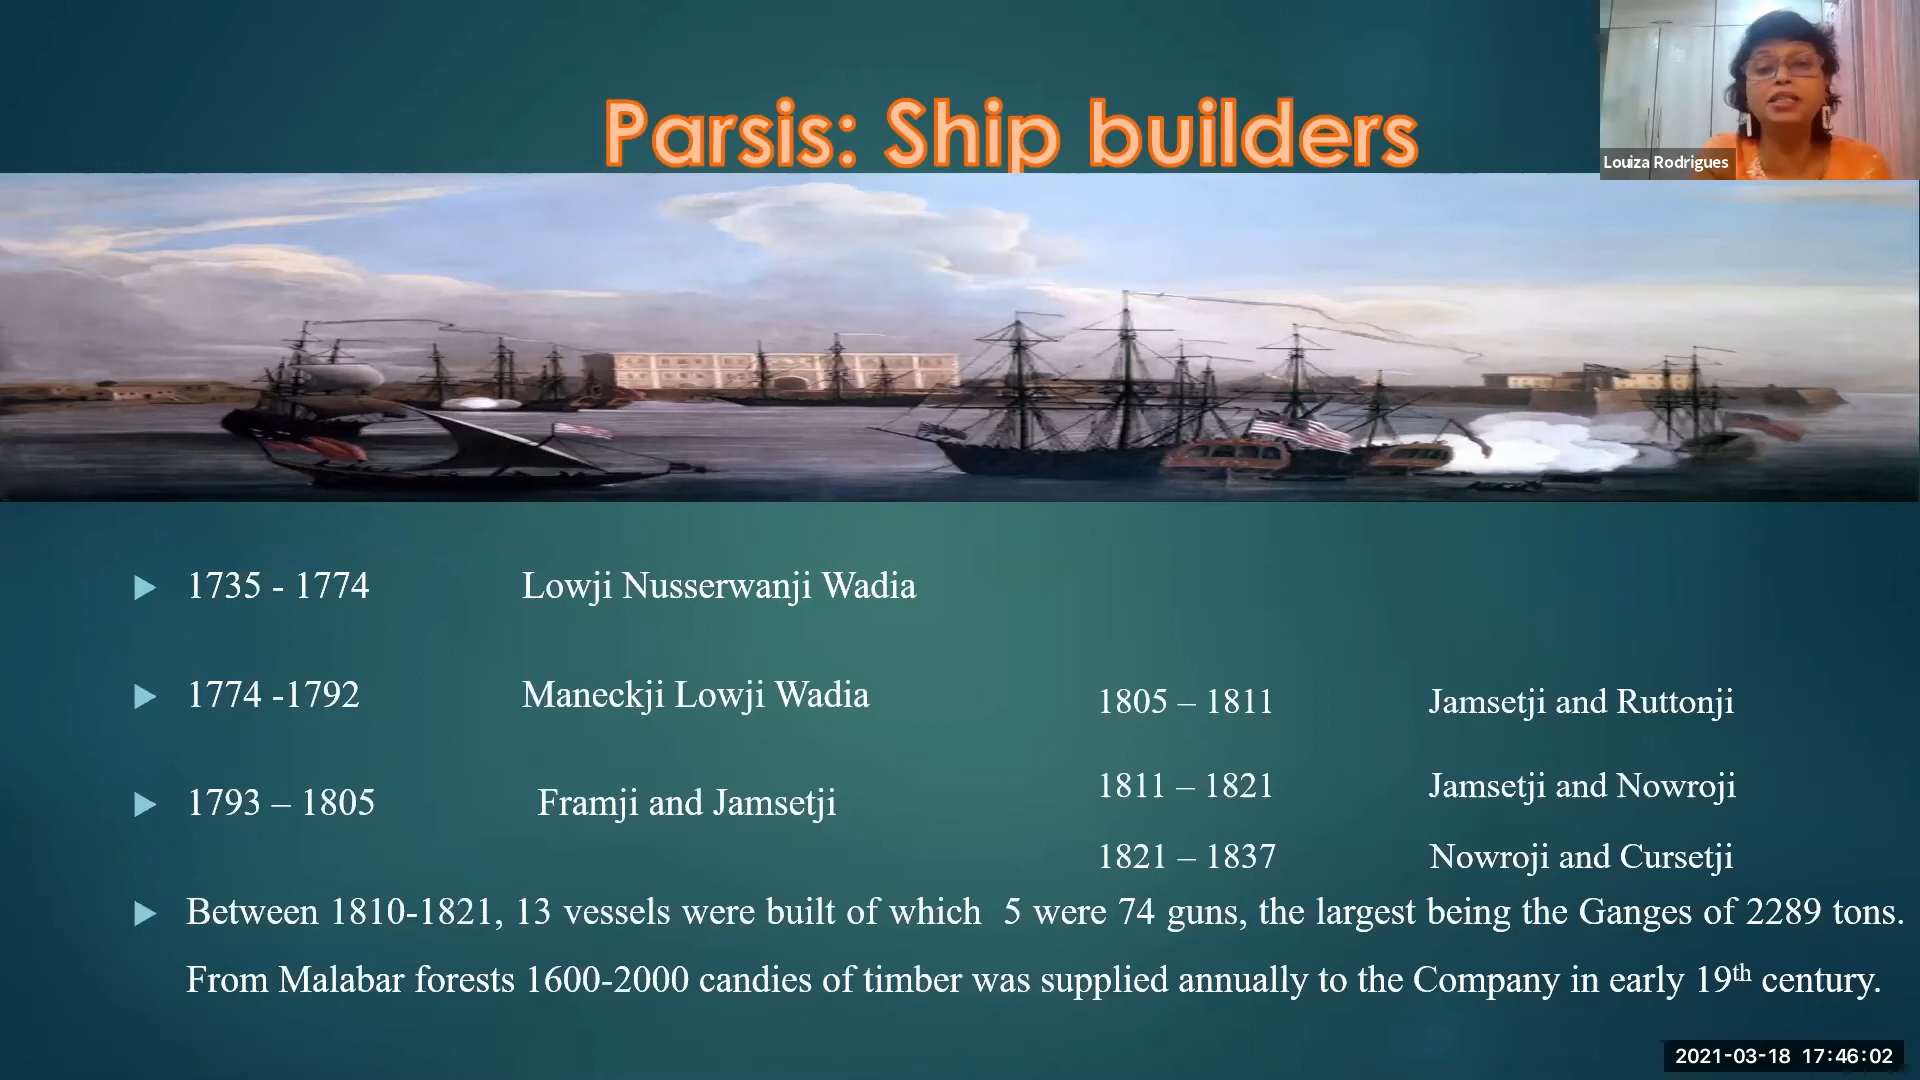 Parsis: Ship builders
Louiza Rodrigues
1735 - 1774 Lowji Nusserwanji Wadia
1774 -1792 Maneckji Lowji Wadia
1793 – 1805 Framji and Jamsetji
1805 – 1811 Jamsetji and Ruttonji
1811 – 1821 Jamsetji and Nowroji
1821 – 1837 Nowroji and Cursetji
Between 1810-1821, 13 vessels were built of which 5 were 74 guns, the largest being the Ganges of 2289 tons.
From Malabar forests 1600-2000 candies of timber was supplied annually to the Company in early 19th century.
2021-03-18 17:46:02